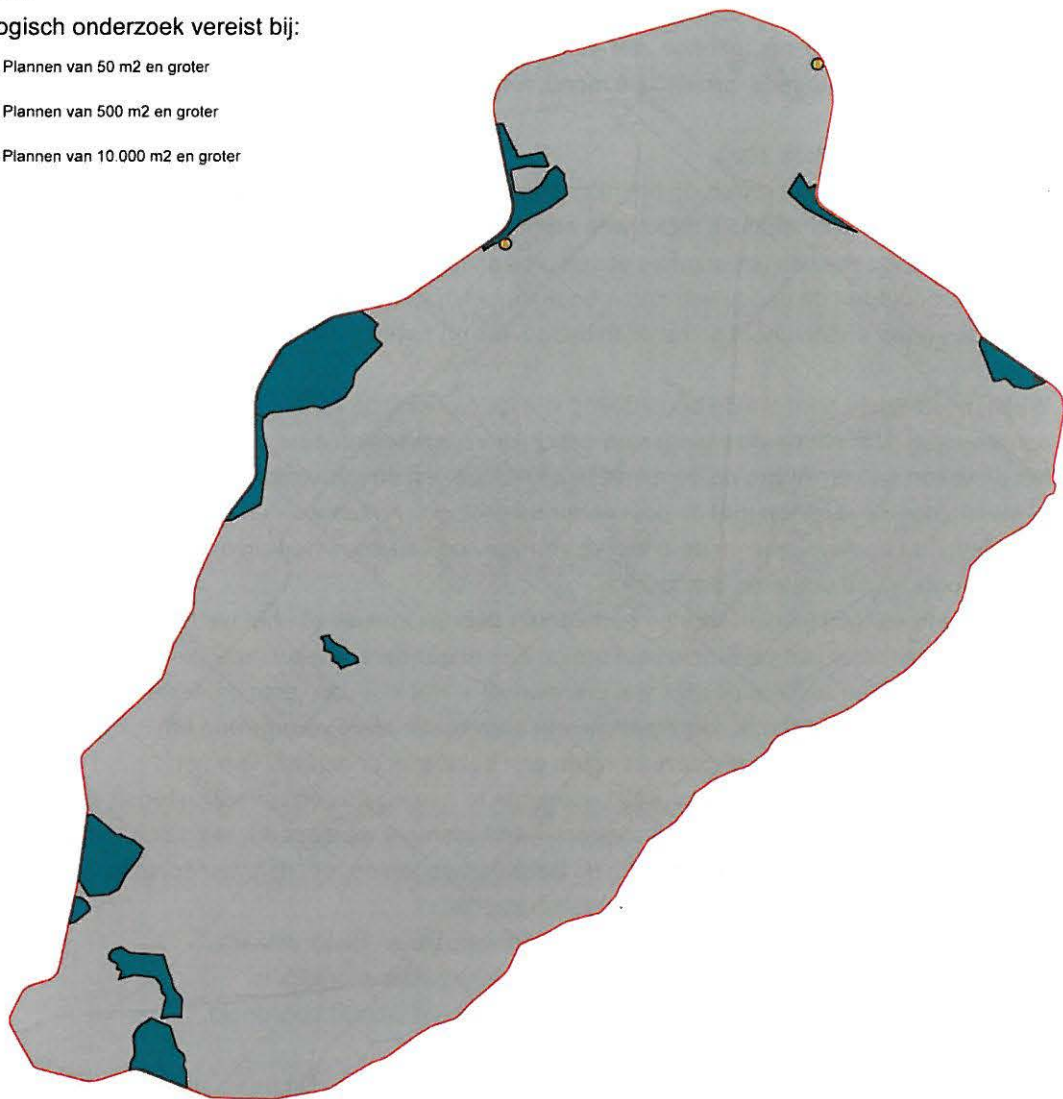 ogisch onderzoek vereist bij:
Plannen van 50 m2 en groter
Plannen van 500 m2 en groter
Plannen van 10.000 m2 en groter